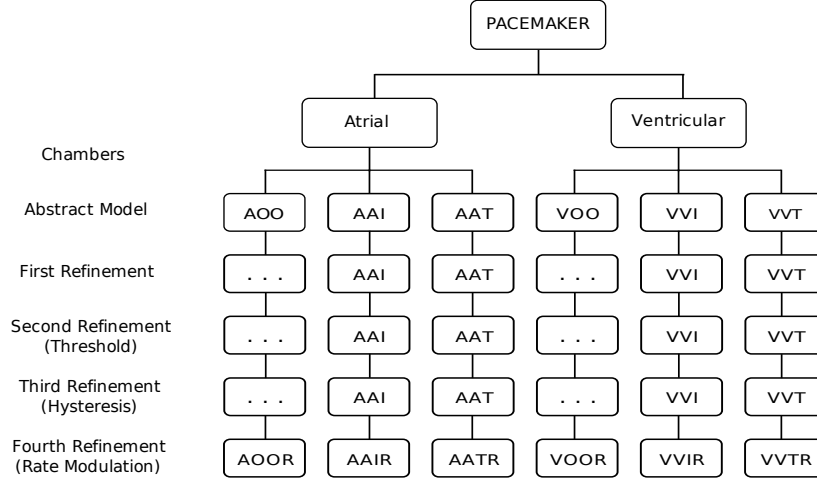 PACEMAKER
Atrial
Ventricular
Chambers
Abstract Model
AOO
AAI
AAT
VOO
VVI
VVT
First Refinement
. . .
AAI
AAT
. . .
VVI
VVT
Second Refinement
(Threshold)
. . .
AAI
AAT
. . .
VVI
VVT
Third Refinement
(Hysteresis)
. . .
AAI
AAT
. . .
VVI
VVT
Fourth Refinement
(Rate Modulation)
AOOR
AAIR
AATR
VOOR
VVIR
VVTR